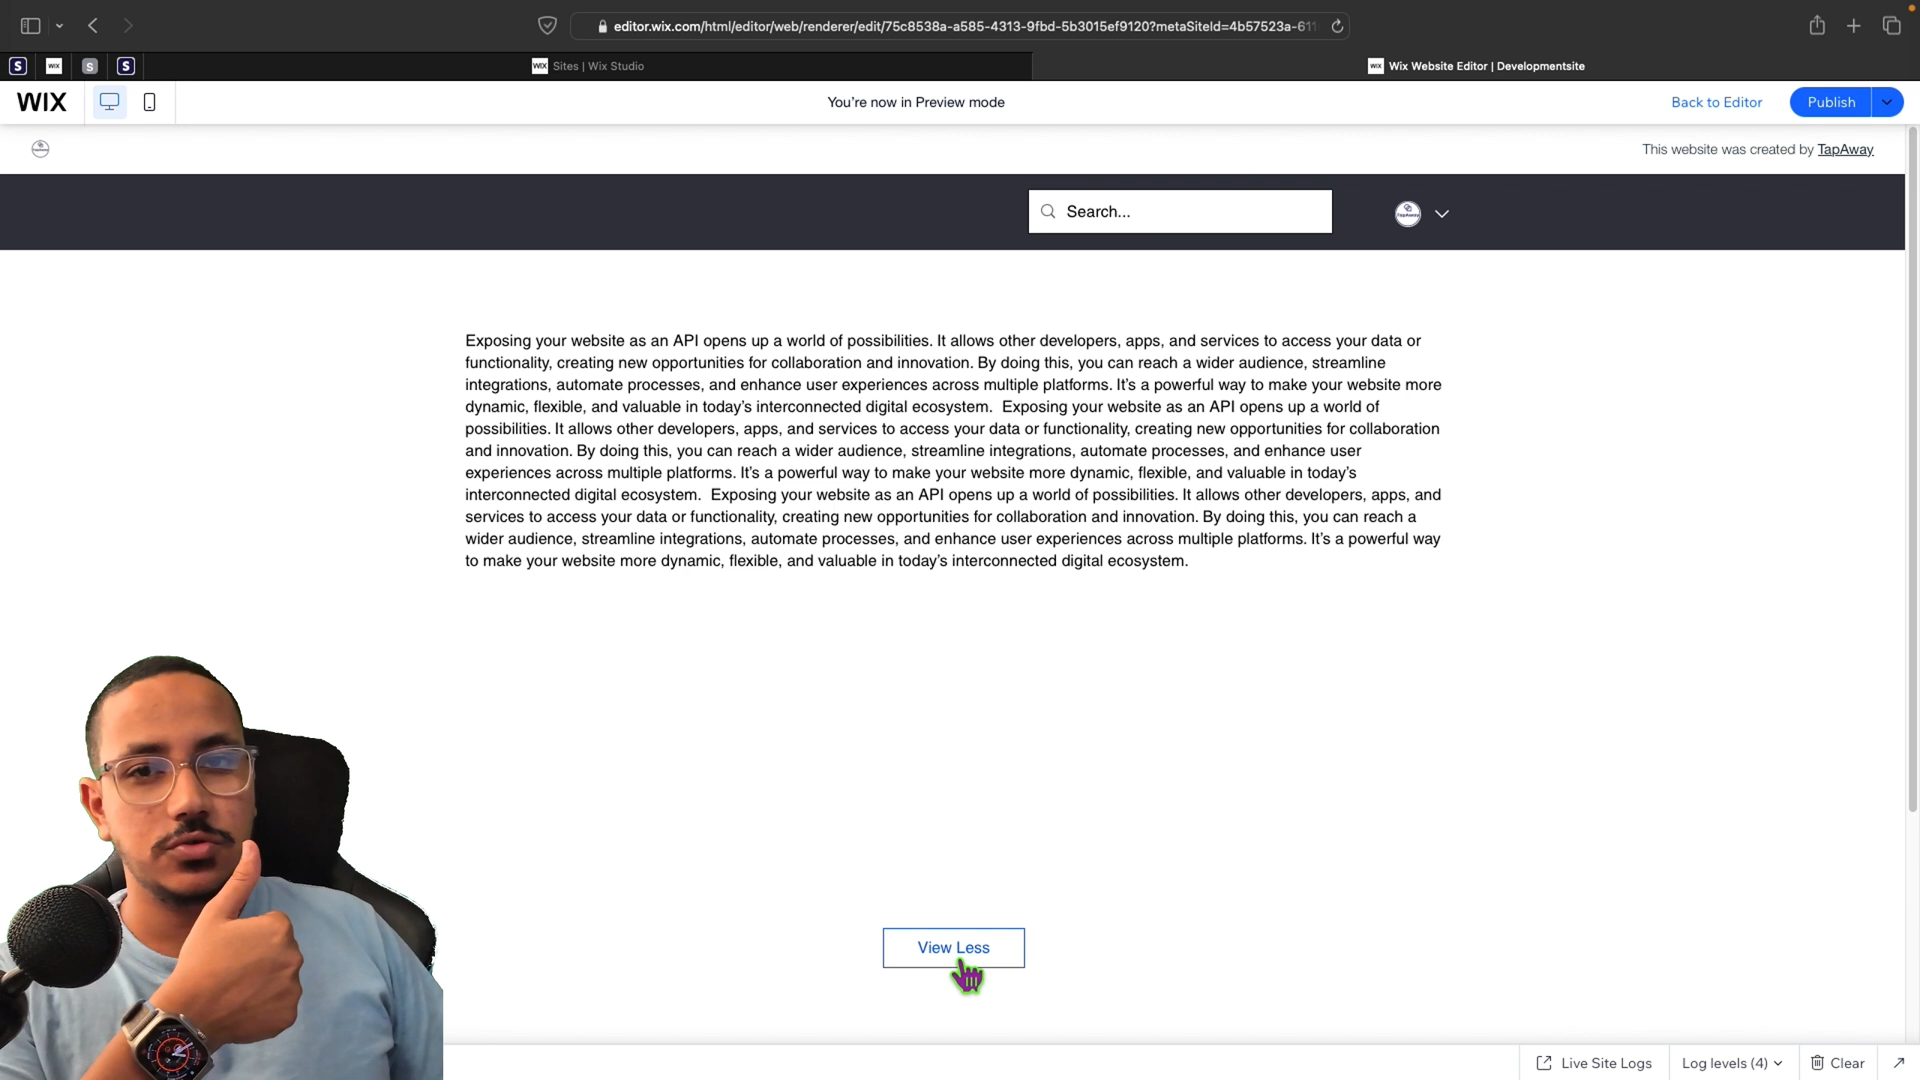 editor.wix.com/html/editor/web/renderer/edit/75c8538a-a585-4313-9fbd-5b3015ef9120?metaSiteId=4b57523a-611
S WIX S S WIX Sites | Wix Studio WIX Wix Website Editor | Developmentsite
WIX You're now in Preview mode Back to Editor Publish
This website was created by TapAway
Search... TapAway
Exposing your website as an API opens up a world of possibilities. It allows other developers, apps, and services to access your data or
functionality, creating new opportunities for collaboration and innovation. By doing this, you can reach a wider audience, streamline
integrations, automate processes, and enhance user experiences across multiple platforms. It’s a powerful way to make your website more
dynamic, flexible, and valuable in today’s interconnected digital ecosystem.  Exposing your website as an API opens up a world of
possibilities. It allows other developers, apps, and services to access your data or functionality, creating new opportunities for collaboration
and innovation. By doing this, you can reach a wider audience, streamline integrations, automate processes, and enhance user
experiences across multiple platforms. It’s a powerful way to make your website more dynamic, flexible, and valuable in today’s
interconnected digital ecosystem.  Exposing your website as an API opens up a world of possibilities. It allows other developers, apps, and
services to access your data or functionality, creating new opportunities for collaboration and innovation. By doing this, you can reach a
wider audience, streamline integrations, automate processes, and enhance user experiences across multiple platforms. It’s a powerful way
to make your website more dynamic, flexible, and valuable in today’s interconnected digital ecosystem.
View Less
Live Site Logs Log levels (4) Clear